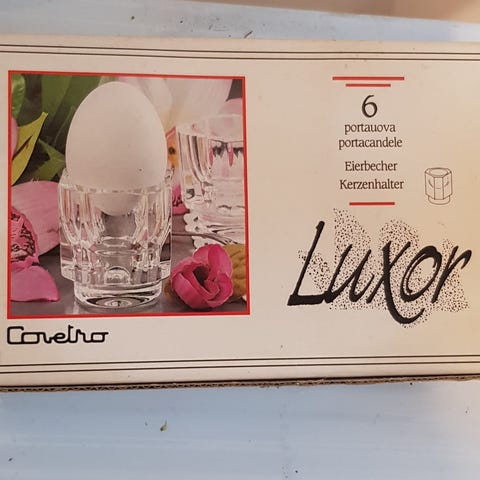 6
portauova
portacandele
Eierbecher
Kerzenhalter
Luxor
Covetro